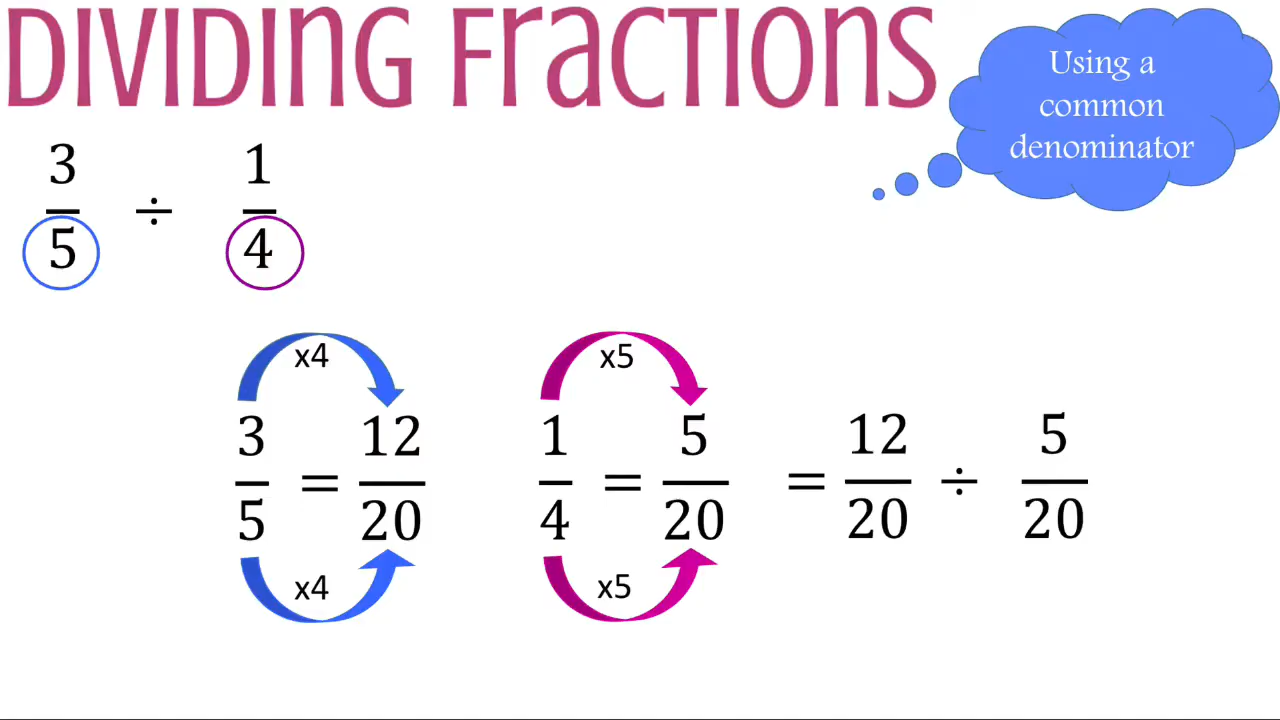 DIVIDING FRACTIONS
Using a
common
denominator
3/5 ÷ 1/4
x4 x5
3/5 = 12/20 1/4 = 5/20 = 12/20 ÷ 5/20
x4 x5